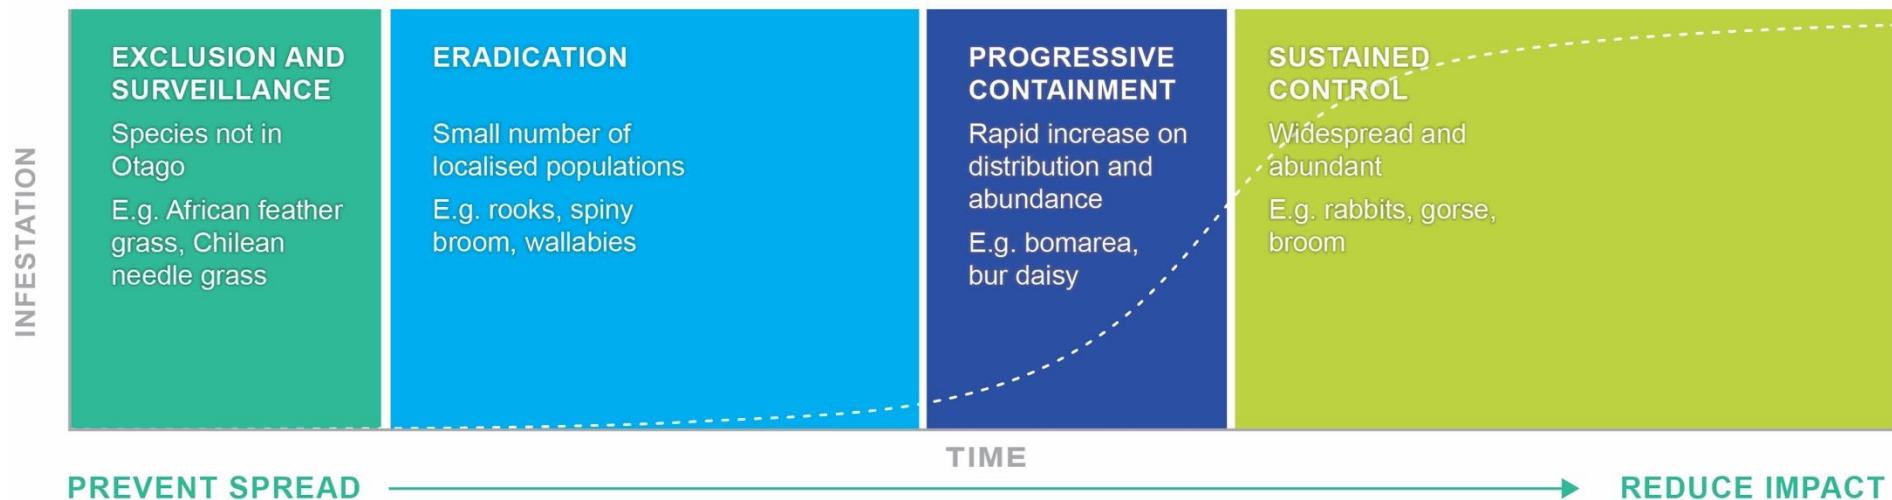 INFESTATION
EXCLUSION AND
SURVEILLANCE
Species not in
Otago
E.g. African feather
grass, Chilean
needle grass
ERADICATION
Small number of
localised populations
E.g. rooks, spiny
broom, wallabies
PROGRESSIVE
CONTAINMENT
Rapid increase on
distribution and
abundance
E.g. bomarea,
bur daisy
SUSTAINED
CONTROL
Widespread and
abundant
E.g. rabbits, gorse,
broom
TIME
PREVENT SPREAD
REDUCE IMPACT